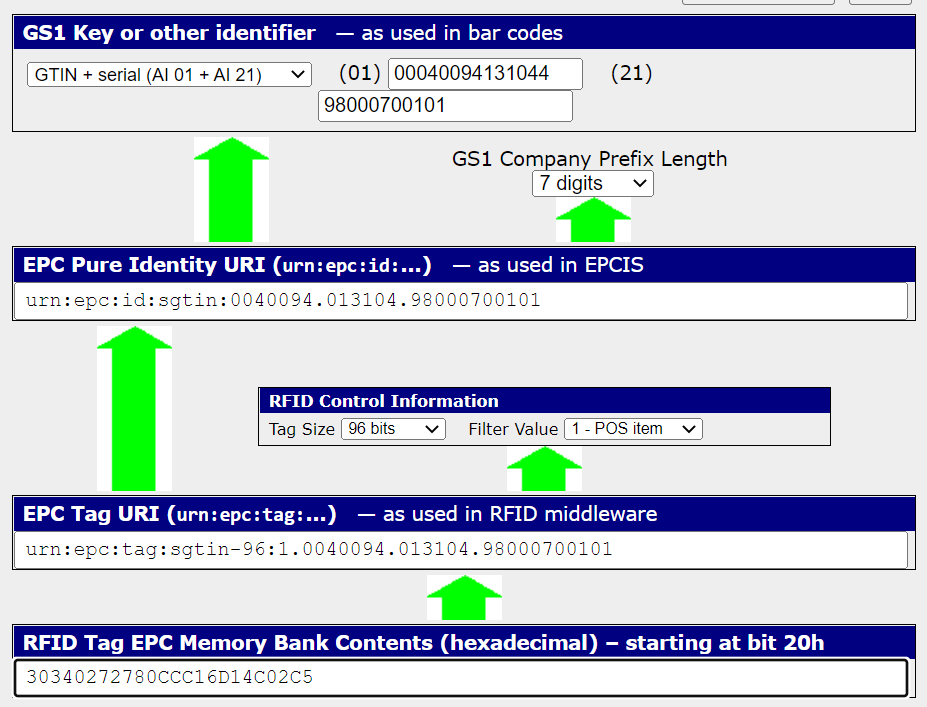 GS1 Key or other identifier — as used in bar codes
GTIN + serial (AI 01 + AI 21) (01) 00040094131044 (21)
98000700101
GS1 Company Prefix Length
7 digits
EPC Pure Identity URI (urn:epc:id:...) — as used in EPCIS
urn:epc:id:sgtin:0040094.013104.98000700101
RFID Control Information
Tag Size 96 bits Filter Value 1 - POS item
EPC Tag URI (urn:epc:tag:...) — as used in RFID middleware
urn:epc:tag:sgtin-96:1.0040094.013104.98000700101
RFID Tag EPC Memory Bank Contents (hexadecimal) – starting at bit 20h
30340272780CCC16D14C02C5